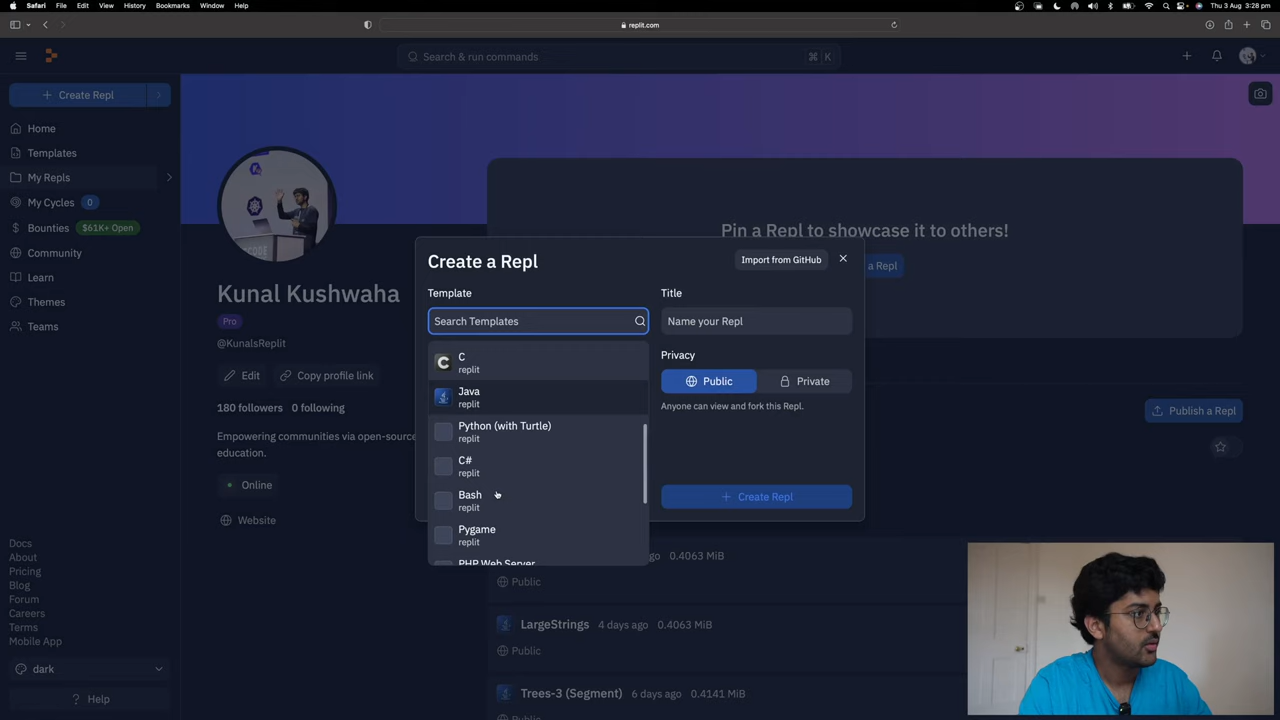 Safari File Edit View History Bookmarks Window Help
Thu 3 Aug 3:28 pm
replit.com
Search & run commands
⌘ K
+ Create Repl
Home
Templates
My Repls
My Cycles 0
Bounties $61K+ Open
Community
Learn
Themes
Teams
Docs
About
Pricing
Blog
Forum
Careers
Terms
Mobile App
dark
? Help
Kunal Kushwaha
Pro
@KunalsReplit
Edit
Copy profile link
180 followers 0 following
Empowering communities via open-source
education.
Online
Website
Pin a Repl to showcase it to others!
a Repl
Publish a Repl
Create a Repl
Import from GitHub
Template
Search Templates
C
replit
Java
replit
Python (with Turtle)
replit
C#
replit
Bash
replit
Pygame
replit
PHP Web Server
Title
Name your Repl
Privacy
Public
Private
Anyone can view and fork this Repl.
+ Create Repl
go 0.4063 MiB
Public
LargeStrings 4 days ago 0.4063 MiB
Public
Trees-3 (Segment) 6 days ago 0.4141 MiB